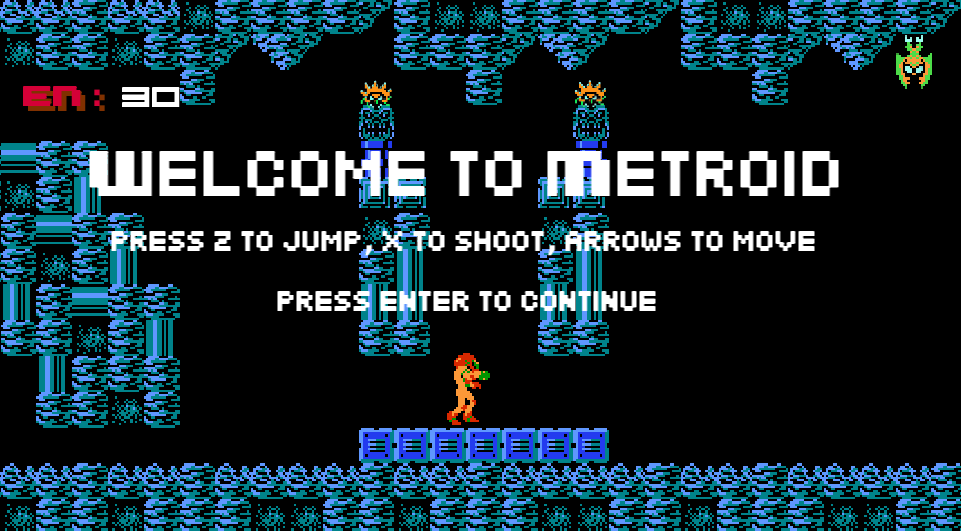 EN: 30
WELCOME TO METROID
PRESS Z TO JUMP, X TO SHOOT, ARROWS TO MOVE
PRESS ENTER TO CONTINUE